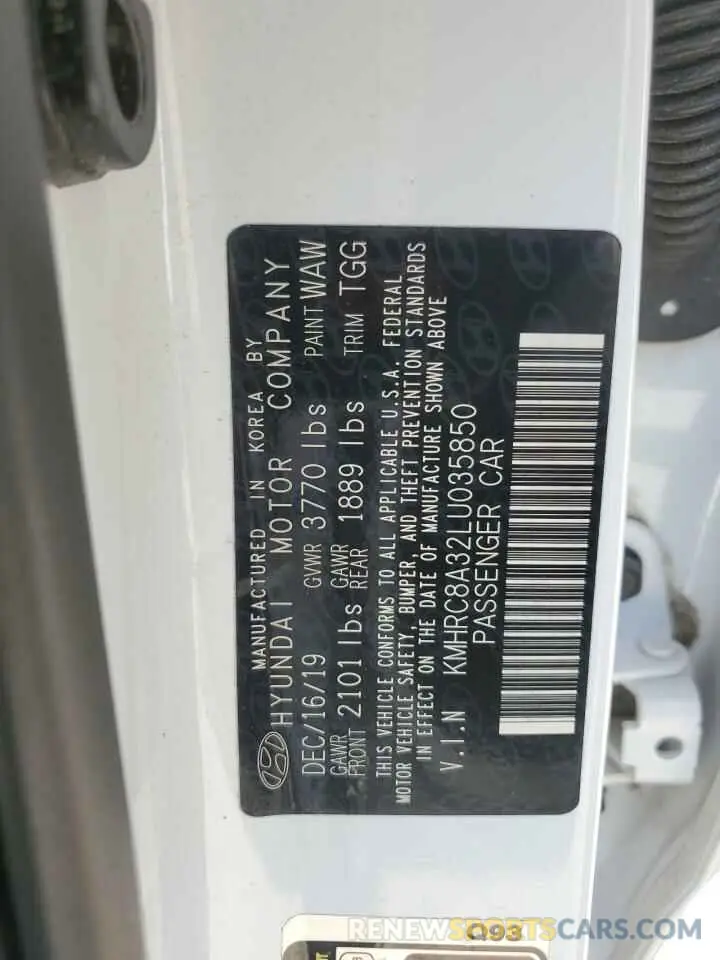 MANUFACTURED IN KOREA BY
HYUNDAI MOTOR COMPANY
DEC/16/19 GVWR 3770 lbs PAINT WAW
GAWR FRONT 2101 lbs GAWR REAR 1889 lbs TRIM TGG
THIS VEHICLE CONFORMS TO ALL APPLICABLE U.S.A. FEDERAL
MOTOR VEHICLE SAFETY, BUMPER, AND THEFT PREVENTION STANDARDS
IN EFFECT ON THE DATE OF MANUFACTURE SHOWN ABOVE
V.I.N KMHRC8A32LU035850
PASSENGER CAR
RENEWSPORTSCARS.COM